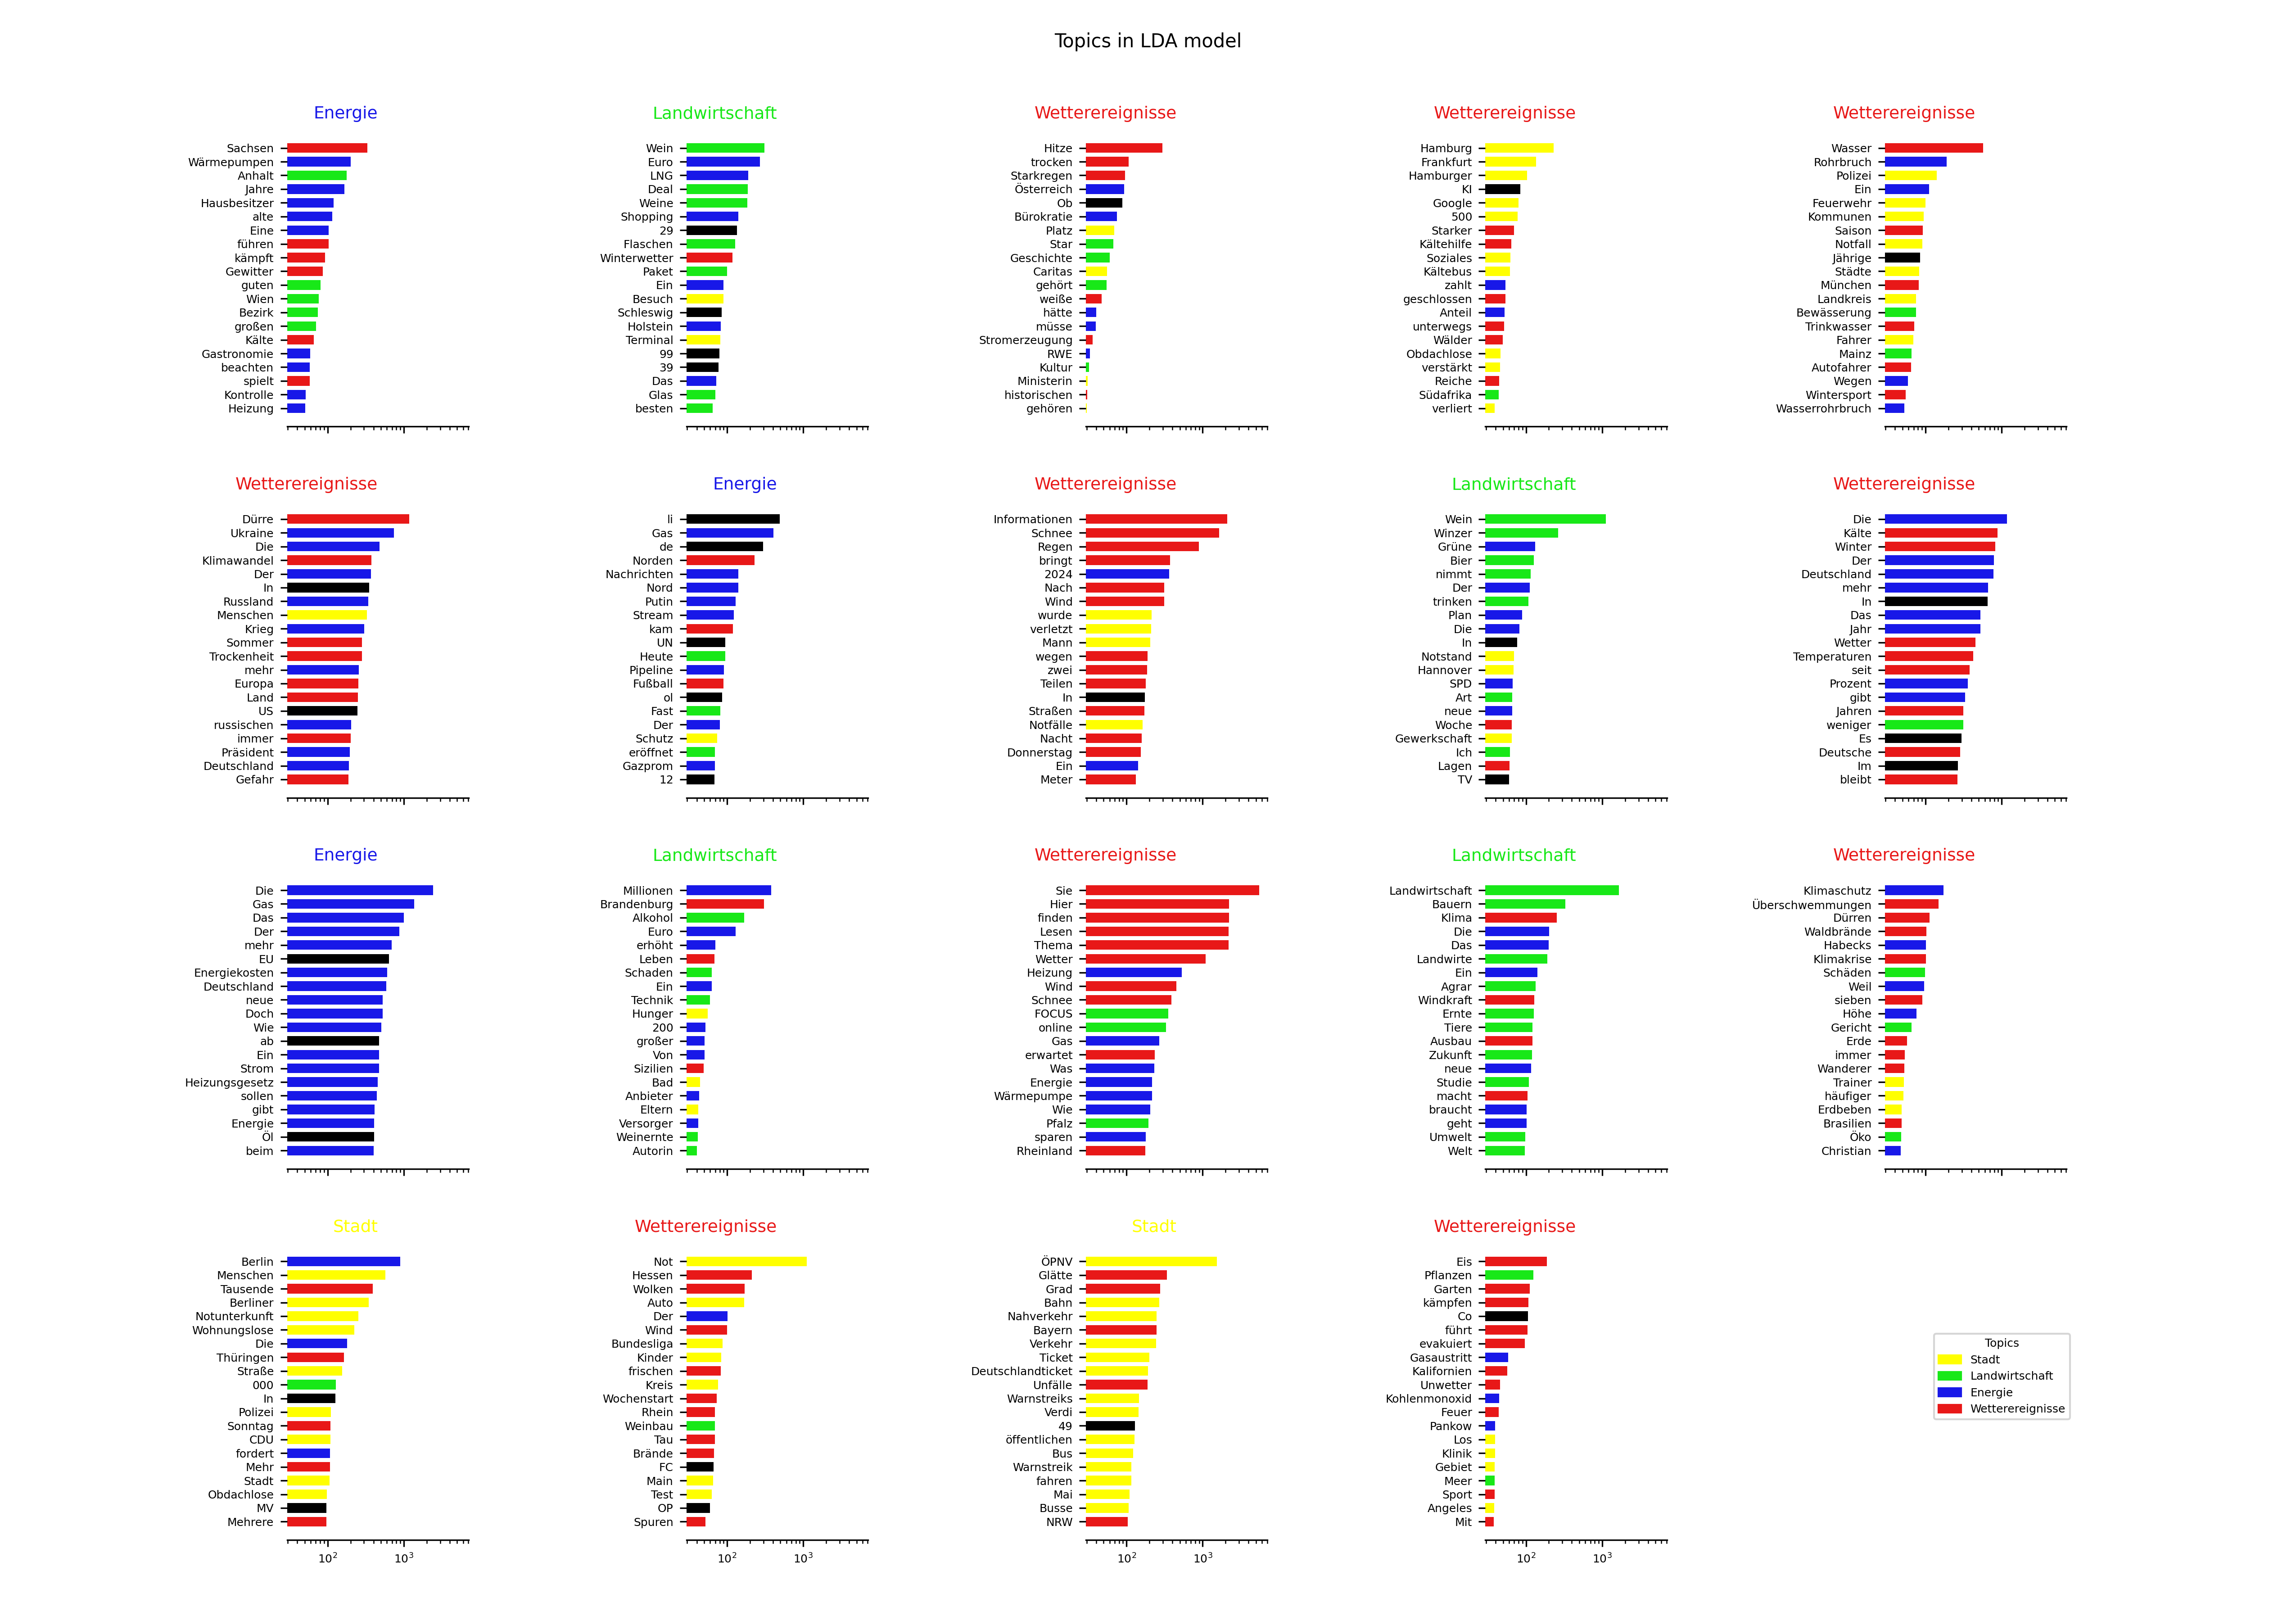 Topics in LDA model
Energie
Sachsen
Wärmepumpen
Anhalt
Jahre
Hausbesitzer
alte
Eine
führen
kämpft
Gewitter
guten
Wien
Bezirk
großen
Kälte
Gastronomie
beachten
spielt
Kontrolle
Heizung
Landwirtschaft
Wein
Euro
LNG
Deal
Weine
Shopping
29
Flaschen
Winterwetter
Paket
Ein
Besuch
Schleswig
Holstein
Terminal
99
39
Das
Glas
besten
Wetterereignisse
Hitze
trocken
Starkregen
Österreich
Ob
Bürokratie
Platz
Star
Geschichte
Caritas
gehört
weiße
hätte
müsse
Stromerzeugung
RWE
Kultur
Ministerin
historischen
gehören
Wetterereignisse
Hamburg
Frankfurt
Hamburger
KI
Google
500
Starker
Kältehilfe
Soziales
Kältebus
zahlt
geschlossen
Anteil
unterwegs
Wälder
Obdachlose
verstärkt
Reiche
Südafrika
verliert
Wetterereignisse
Wasser
Rohrbruch
Polizei
Ein
Feuerwehr
Kommunen
Saison
Notfall
Jährige
Städte
München
Landkreis
Bewässerung
Trinkwasser
Fahrer
Mainz
Autofahrer
Wegen
Wintersport
Wasserrohrbruch
Wetterereignisse
Dürre
Ukraine
Die
Klimawandel
Der
In
Russland
Menschen
Krieg
Sommer
Trockenheit
mehr
Europa
Land
US
russischen
immer
Präsident
Deutschland
Gefahr
Energie
li
Gas
de
Norden
Nachrichten
Nord
Putin
Stream
kam
UN
Heute
Pipeline
Fußball
ol
Fast
Der
Schutz
eröffnet
Gazprom
12
Wetterereignisse
Informationen
Schnee
Regen
bringt
2024
Nach
Wind
wurde
verletzt
Mann
wegen
zwei
Teilen
In
Straßen
Notfälle
Nacht
Donnerstag
Ein
Meter
Landwirtschaft
Wein
Winzer
Grüne
Bier
nimmt
Der
trinken
Plan
Die
In
Notstand
Hannover
SPD
Art
neue
Woche
Gewerkschaft
Ich
Lagen
TV
Wetterereignisse
Die
Kälte
Winter
Der
Deutschland
mehr
In
Das
Jahr
Wetter
Temperaturen
seit
Prozent
gibt
Jahren
weniger
Es
Deutsche
Im
bleibt
Energie
Die
Gas
Das
Der
mehr
EU
Energiekosten
Deutschland
neue
Doch
Wie
ab
Ein
Strom
Heizungsgesetz
sollen
gibt
Energie
Öl
beim
Landwirtschaft
Millionen
Brandenburg
Alkohol
Euro
erhöht
Leben
Schaden
Ein
Technik
Hunger
200
großer
Von
Sizilien
Bad
Anbieter
Eltern
Versorger
Weinernte
Autorin
Wetterereignisse
Sie
Hier
finden
Lesen
Thema
Wetter
Heizung
Wind
Schnee
FOCUS
online
Gas
erwartet
Was
Energie
Wärmepumpe
Wie
Pfalz
sparen
Rheinland
Landwirtschaft
Landwirtschaft
Bauern
Klima
Die
Das
Landwirte
Ein
Agrar
Windkraft
Ernte
Tiere
Ausbau
Zukunft
neue
Studie
macht
braucht
geht
Umwelt
Welt
Wetterereignisse
Klimaschutz
Überschwemmungen
Dürren
Waldbrände
Habecks
Klimakrise
Schäden
Weil
sieben
Höhe
Gericht
Erde
immer
Wanderer
Trainer
häufiger
Erdbeben
Brasilien
Öko
Christian
Stadt
Berlin
Menschen
Tausende
Berliner
Notunterkunft
Wohnungslose
Die
Thüringen
Straße
000
In
Polizei
Sonntag
CDU
fordert
Mehr
Stadt
Obdachlose
MV
Mehrere
10²
10³
Wetterereignisse
Not
Hessen
Wolken
Auto
Der
Wind
Bundesliga
Kinder
frischen
Kreis
Wochenstart
Rhein
Weinbau
Tau
Brände
FC
Main
Test
OP
Spuren
10²
10³
Stadt
ÖPNV
Glätte
Grad
Bahn
Nahverkehr
Bayern
Verkehr
Ticket
Deutschlandticket
Unfälle
Warnstreiks
Verdi
49
öffentlichen
Bus
Warnstreik
fahren
Mai
Busse
NRW
10²
10³
Wetterereignisse
Eis
Pflanzen
Garten
kämpfen
Co
führt
evakuiert
Gasaustritt
Kalifornien
Unwetter
Kohlenmonoxid
Feuer
Pankow
Los
Klinik
Gebiet
Meer
Sport
Angeles
Mit
10²
10³
Topics
Stadt
Landwirtschaft
Energie
Wetterereignisse